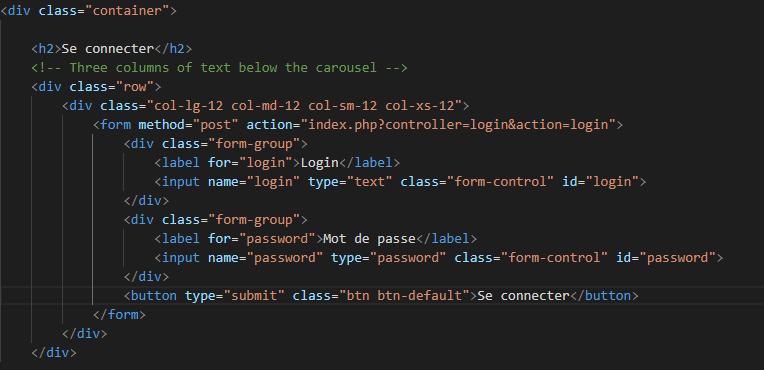 <div class="container">
<h2>Se connecter</h2>
<!-- Three columns of text below the carousel -->
<div class="row">
<div class="col-lg-12 col-md-12 col-sm-12 col-xs-12">
<form method="post" action="index.php?controller=login&action=login">
<div class="form-group">
<label for="login">Login</label>
<input name="login" type="text" class="form-control" id="login">
</div>
<div class="form-group">
<label for="password">Mot de passe</label>
<input name="password" type="password" class="form-control" id="password">
</div>
<button type="submit" class="btn btn-default">Se connecter</button>
</form>
</div>
</div>